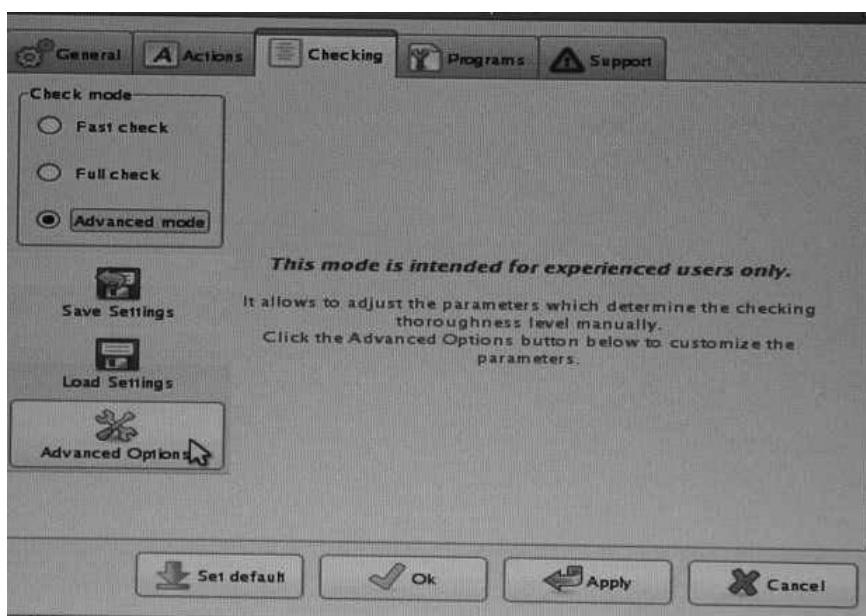 General
Actions
Checking
Programs
Support
Check mode
Fast check
Full check
Advanced mode
This mode is intended for experienced users only.
It allows to adjust the parameters which determine the checking
thoroughness level manually.
Click the Advanced Options button below to customize the
parameters.
Save Settings
Load Settings
Advanced Options
Set default
Ok
Apply
Cancel